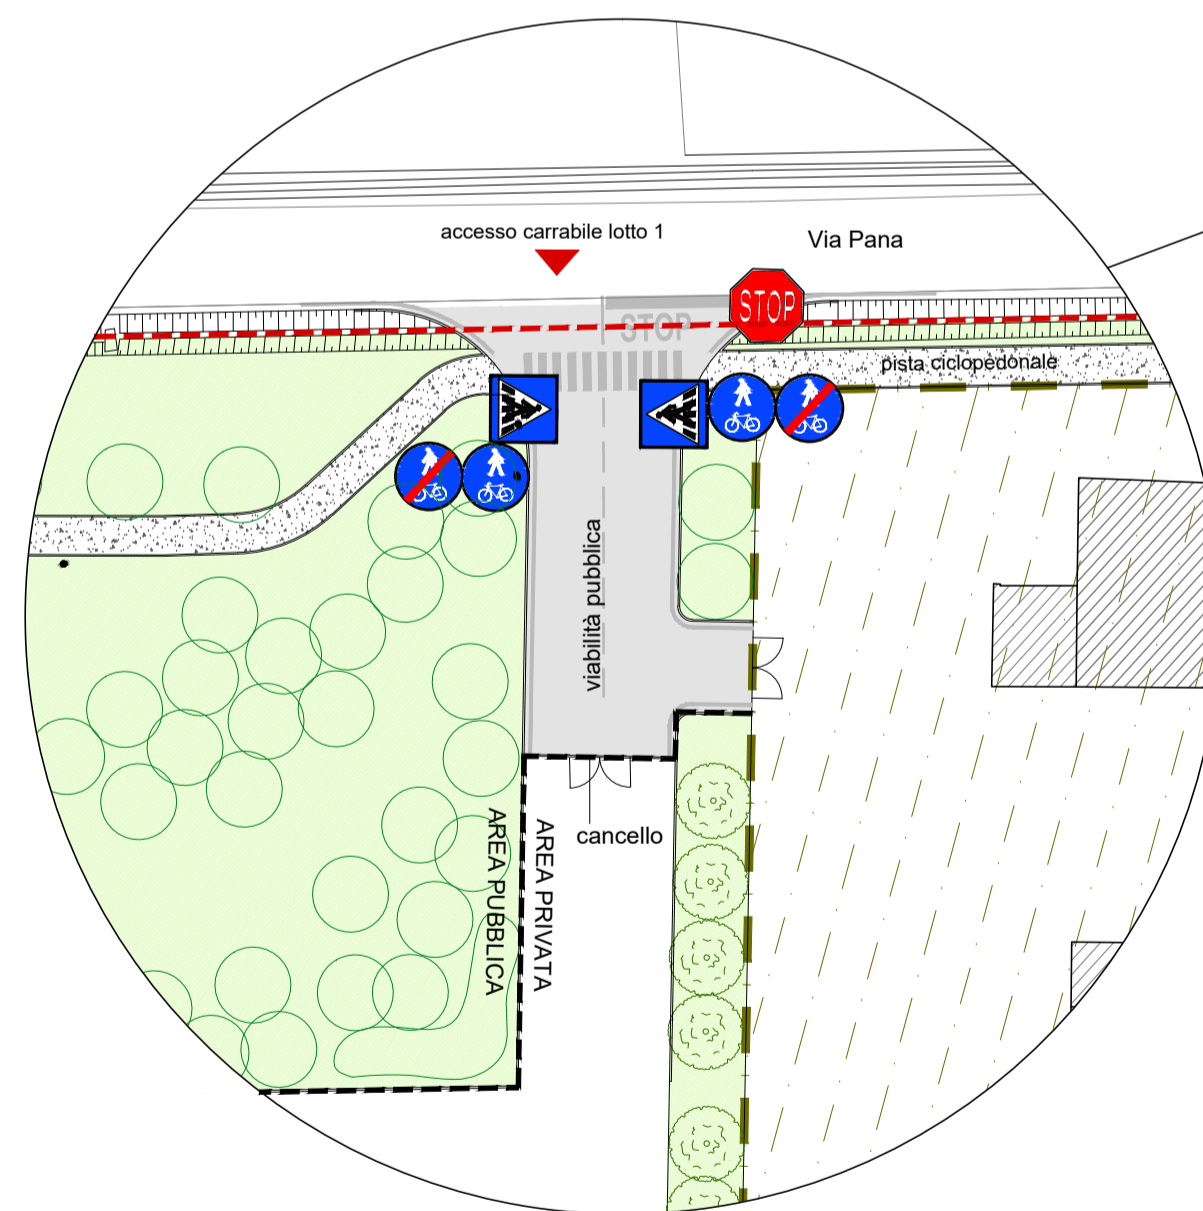 accesso carrabile lotto 1
Via Pana
STOP
STOP
pista ciclopedonale
viabilità pubblica
AREA PUBBLICA
AREA PRIVATA
cancello